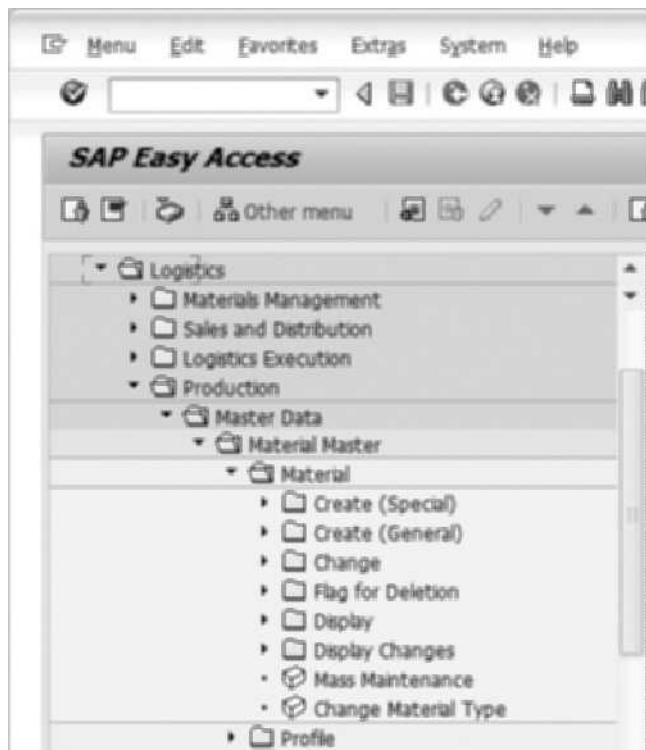 Menu Edit Favorites Extras System Help
SAP Easy Access
Other menu
Logistics
Materials Management
Sales and Distribution
Logistics Execution
Production
Master Data
Material Master
Material
Create (Special)
Create (General)
Change
Flag for Deletion
Display
Display Changes
Mass Maintenance
Change Material Type
Profile